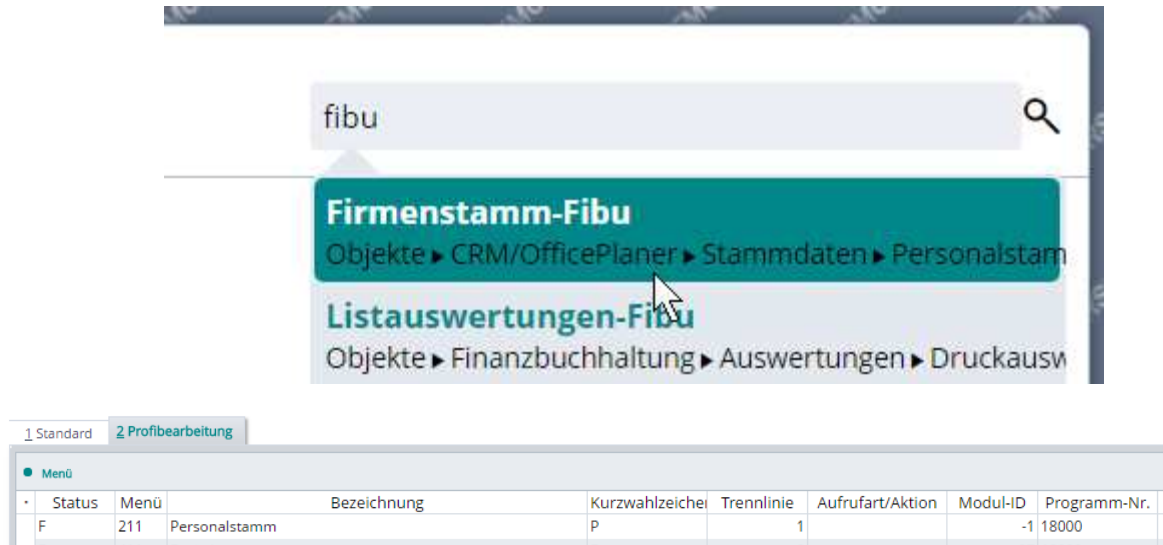 fibu
Firmenstamm-Fibu
Objekte ▸ CRM/OfficePlaner ▸ Stammdaten ▸ Personalstam
Listauswertungen-Fibu
Objekte ▸ Finanzbuchhaltung ▸ Auswertungen ▸ Druckausw
1 Standard 2 Profibearbeitung
Menü
Status Menü Bezeichnung Kurzwahlzeichen Trennlinie Aufrufart/Aktion Modul-ID Programm-Nr.
F 211 Personalstamm P 1 -1 18000